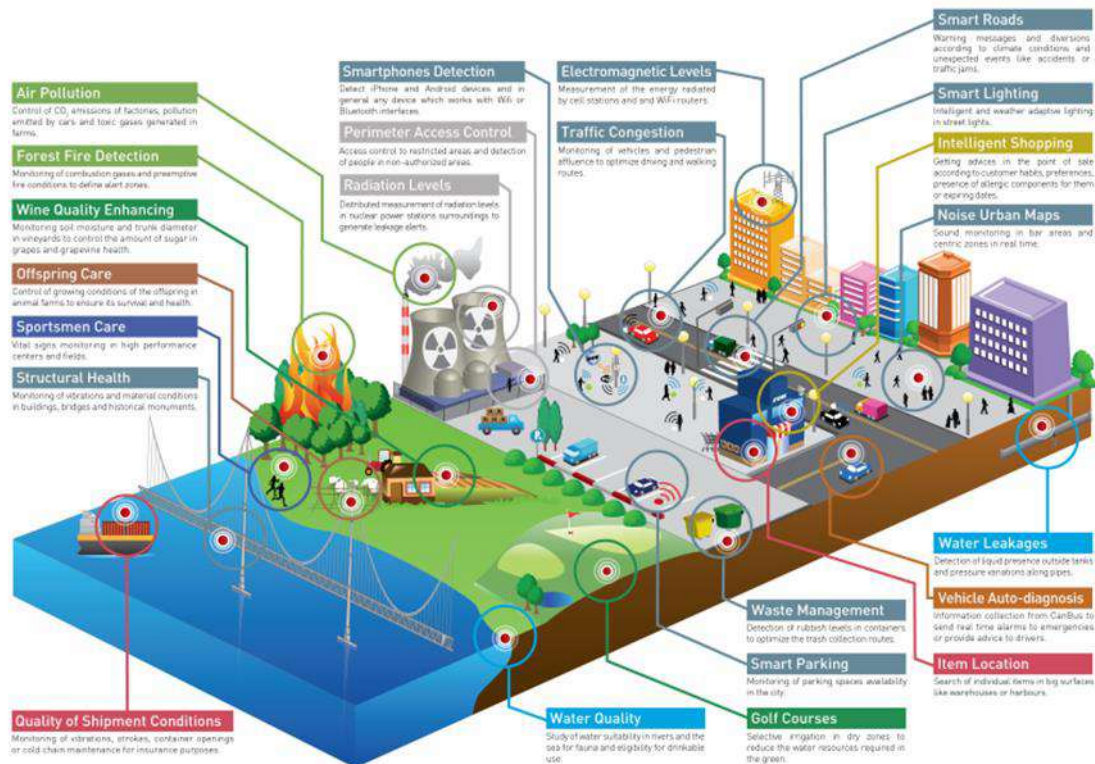 Smart Roads
Warning messages and diversions
according to climate conditions and
unexpected events like accidents or
traffic jams.
Smartphones Detection
Detect iPhone and Android devices and in
general any device which works with Wifi or
Bluetooth interfaces.
Electromagnetic Levels
Measurement of the energy radiated
by cell stations and and WiFi routers.
Smart Lighting
Intelligent and weather adaptive lighting
in street lights.
Air Pollution
Control of CO₂ emissions of factories, pollution
emitted by cars and toxic gases generated in
farms.
Perimeter Access Control
Access control to restricted areas and detection
of people in non-authorized areas.
Traffic Congestion
Monitoring of vehicles and pedestrian
affluence to optimize driving and walking
routes.
Intelligent Shopping
Getting advices in the point of sale
according to customer habits, preferences,
presence of allergic components for them
or expiring dates.
Forest Fire Detection
Monitoring of combustion gases and preemptive
fire conditions to define alert zones.
Radiation Levels
Distributed measurement of radiation levels
in nuclear power stations surroundings to
generate leakage alerts.
Noise Urban Maps
Sound monitoring in bar areas and
centric zones in real time.
Wine Quality Enhancing
Monitoring soil moisture and trunk diameter
in vineyards to control the amount of sugar in
grapes and grapevine health.
Offspring Care
Control of growing conditions of the offspring in
animal farms to ensure its survival and health.
Sportsmen Care
Vital signs monitoring in high performance
centers and fields.
Structural Health
Monitoring of vibrations and material conditions
in buildings, bridges and historical monuments.
P
Water Leakages
Detection of liquid presence outside tanks
and pressure variations along pipes.
Waste Management
Detection of rubbish levels in containers
to optimize the trash collection routes.
Vehicle Auto-diagnosis
Information collection from CanBus to
send real time alarms to emergencies
or provide advice to drivers.
Smart Parking
Monitoring of parking spaces availability
in the city.
Item Location
Search of individual items in big surfaces
like warehouses or harbours.
Quality of Shipment Conditions
Monitoring of vibrations, strokes, container openings
or cold chain maintenance for insurance purposes.
Water Quality
Study of water suitability in rivers and the
sea for fauna and eligibility for drinkable
use.
Golf Courses
Selective irrigation in dry zones to
reduce the water resources required in
the green.